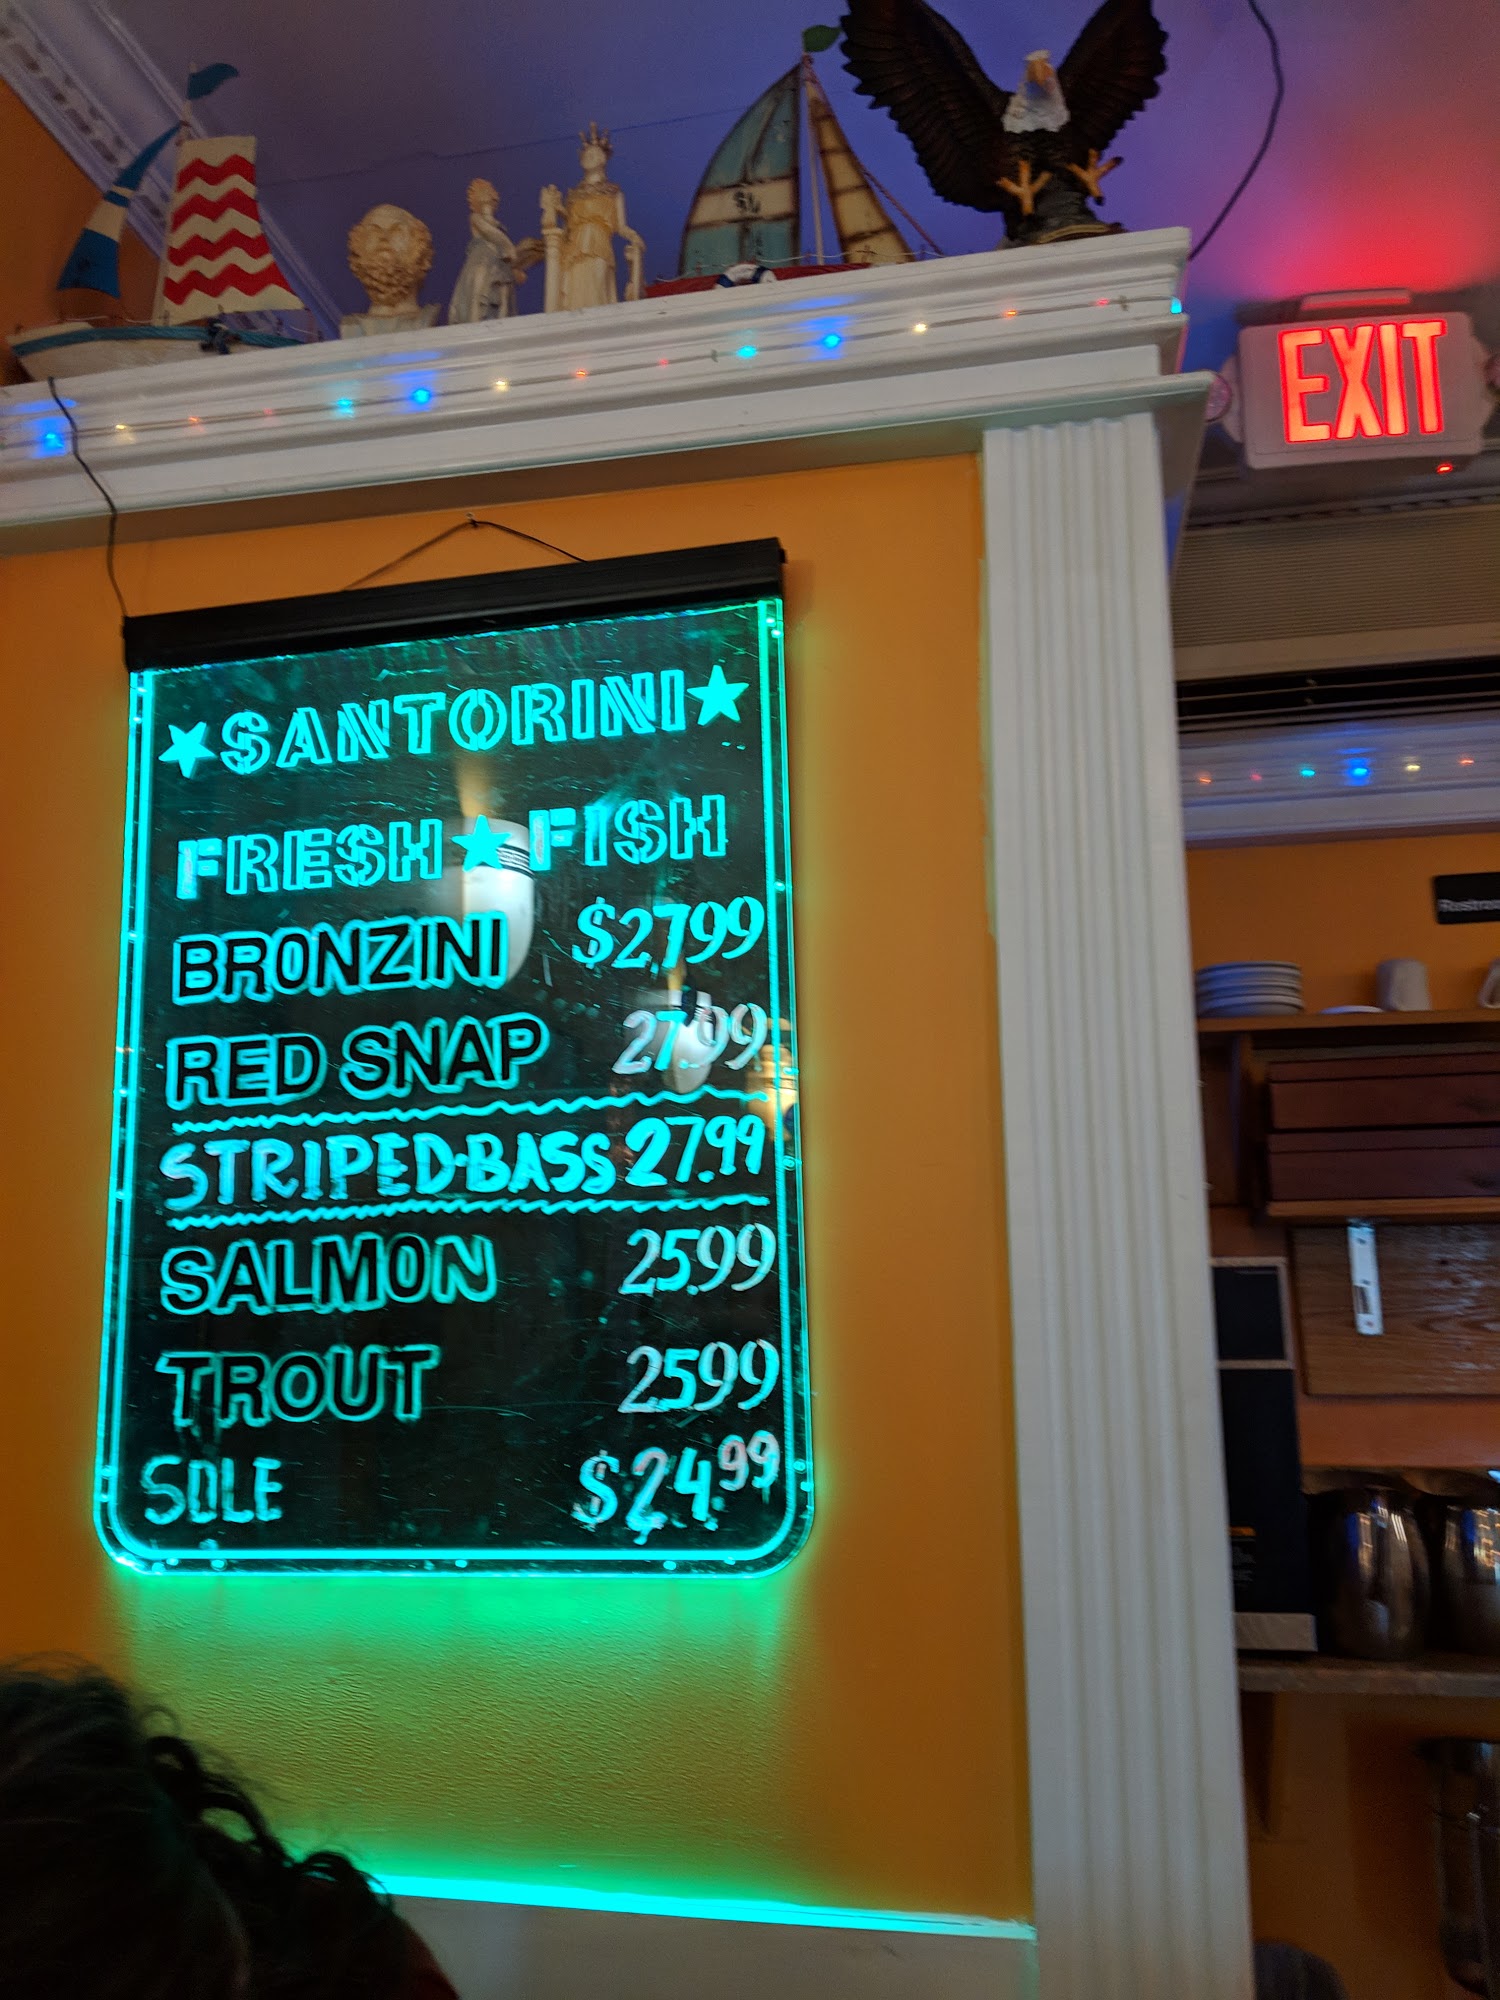 EXIT
★SANTORINI★
FRESH★FISH
BRONZINI $27.99
RED SNAP 27.99
STRIPED-BASS 27.99
SALMON 25.99
TROUT 25.99
SOLE $24.99